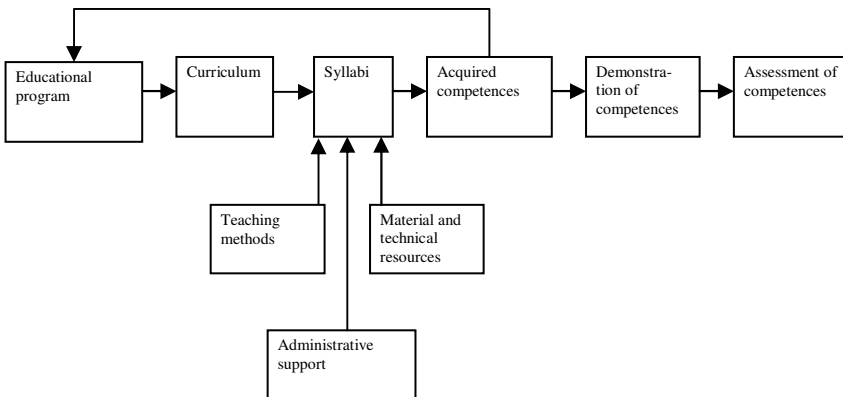 Educational
program
Curriculum
Syllabi
Acquired
competences
Demonstra-
tion of
competences
Assessment of
competences
Teaching
methods
Material and
technical
resources
Administrative
support